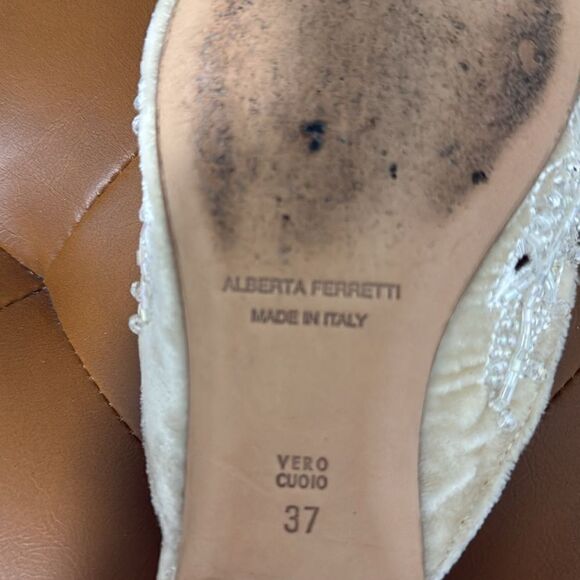 ALBERTA FERRETTI
MADE IN ITALY
VERO
CUOIO
37